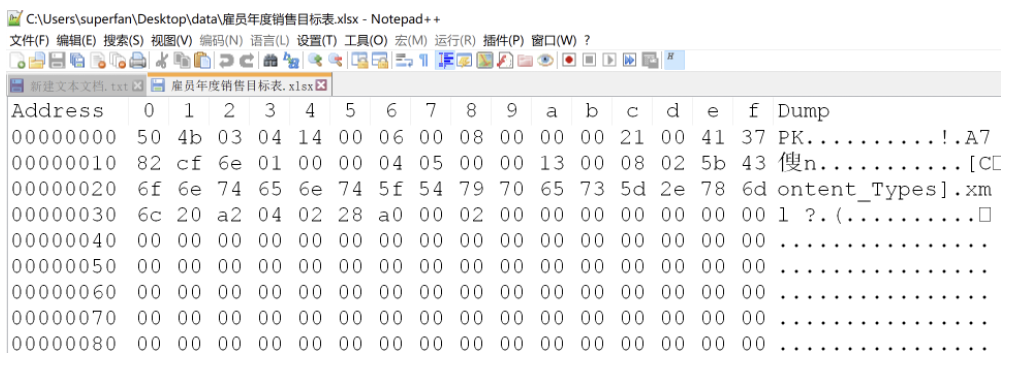 C:\Users\superfan\Desktop\data\雇员年度销售目标表.xlsx - Notepad++
文件(F) 编辑(E) 搜索(S) 视图(V) 编码(N) 语言(L) 设置(T) 工具(O) 宏(M) 运行(R) 插件(P) 窗口(W) ?
新建文本文档.txt 雇员年度销售目标表.xlsx
Address 0 1 2 3 4 5 6 7 8 9 a b c d e f Dump
00000000 50 4b 03 04 14 00 06 00 08 00 00 00 21 00 41 37 PK..........!.A7
00000010 82 cf 6e 01 00 00 04 05 00 00 13 00 08 02 5b 43 傻n...........[C□
00000020 6f 6e 74 65 6e 74 5f 54 79 70 65 73 5d 2e 78 6d ontent_Types].xm
00000030 6c 20 a2 04 02 28 a0 00 02 00 00 00 00 00 00 00 l ?.(..........□
00000040 00 00 00 00 00 00 00 00 00 00 00 00 00 00 00 00 ................
00000050 00 00 00 00 00 00 00 00 00 00 00 00 00 00 00 00 ................
00000060 00 00 00 00 00 00 00 00 00 00 00 00 00 00 00 00 ................
00000070 00 00 00 00 00 00 00 00 00 00 00 00 00 00 00 00 ................
00000080 00 00 00 00 00 00 00 00 00 00 00 00 00 00 00 00 ................